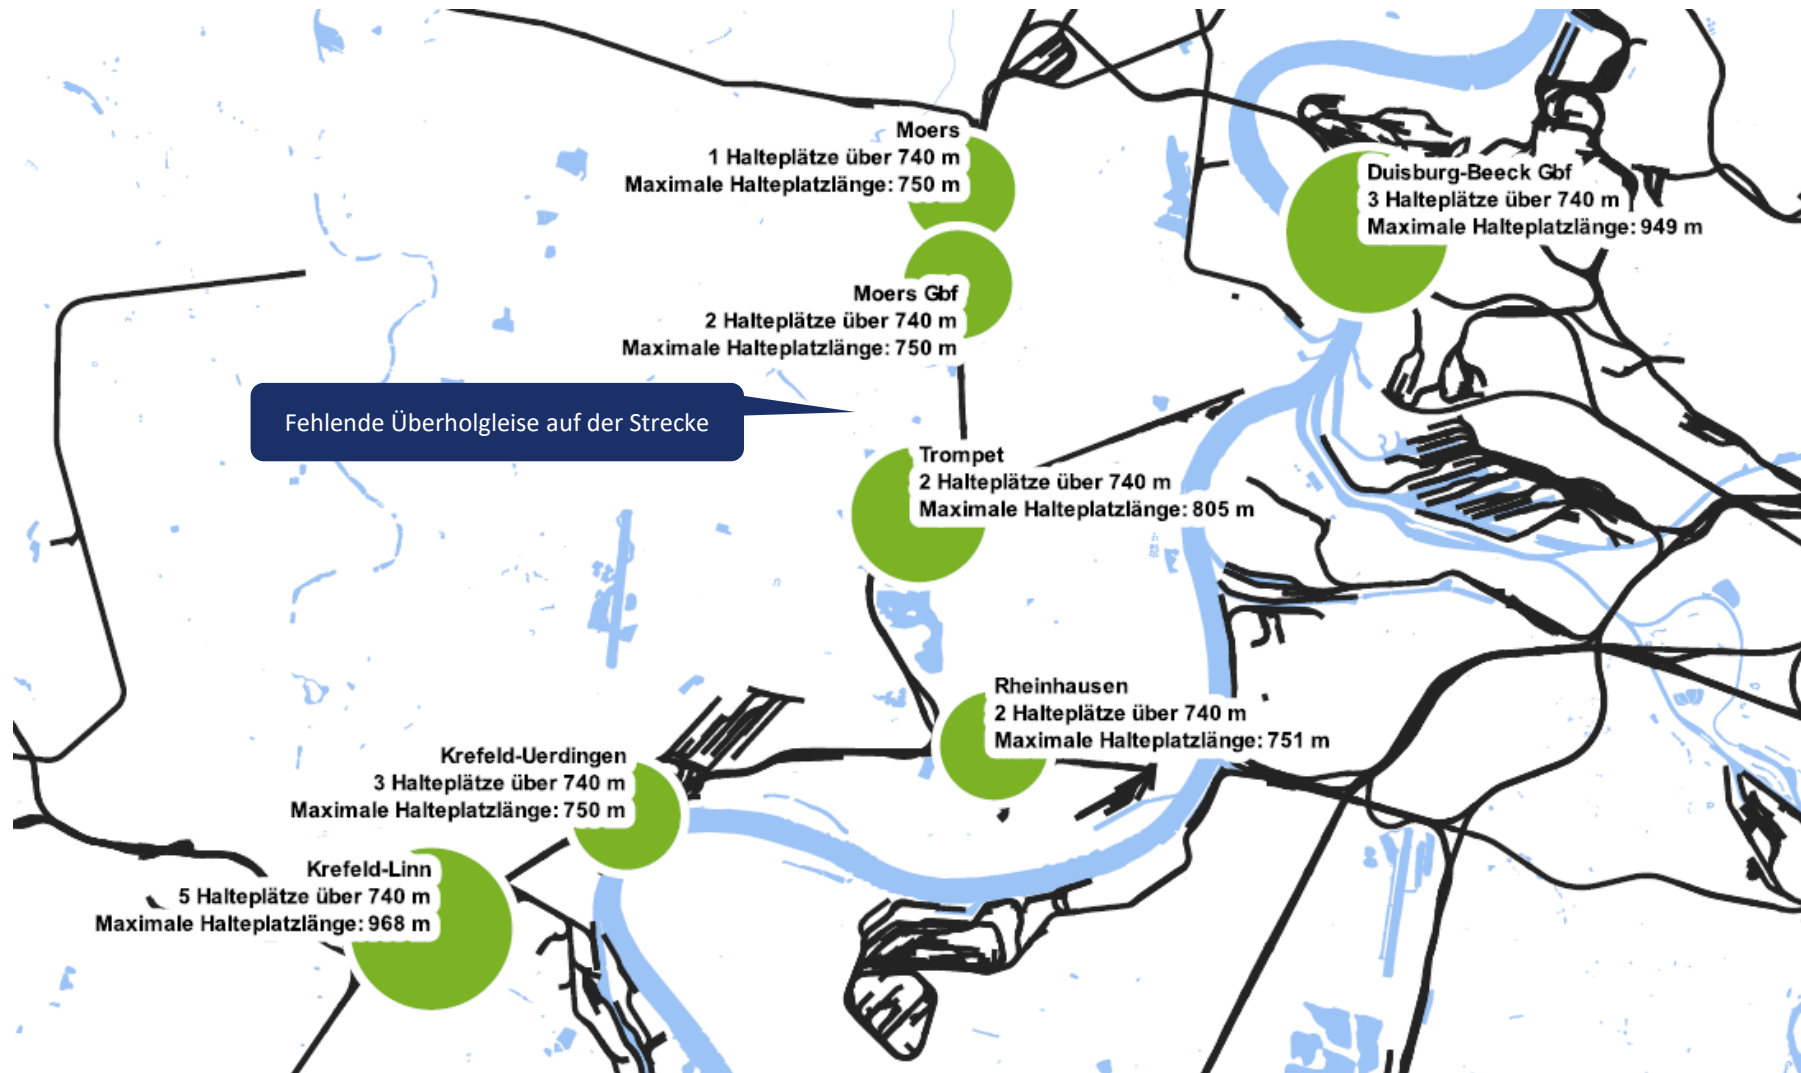 Moers
1 Halteplätze über 740 m
Maximale Halteplatzlänge: 750 m
Duisburg-Beeck Gbf
3 Halteplätze über 740 m
Maximale Halteplatzlänge: 949 m
Moers Gbf
2 Halteplätze über 740 m
Maximale Halteplatzlänge: 750 m
Fehlende Überholgleise auf der Strecke
Trompet
2 Halteplätze über 740 m
Maximale Halteplatzlänge: 805 m
Rheinhausen
2 Halteplätze über 740 m
Maximale Halteplatzlänge: 751 m
Krefeld-Uerdingen
3 Halteplätze über 740 m
Maximale Halteplatzlänge: 750 m
Krefeld-Linn
5 Halteplätze über 740 m
Maximale Halteplatzlänge: 968 m